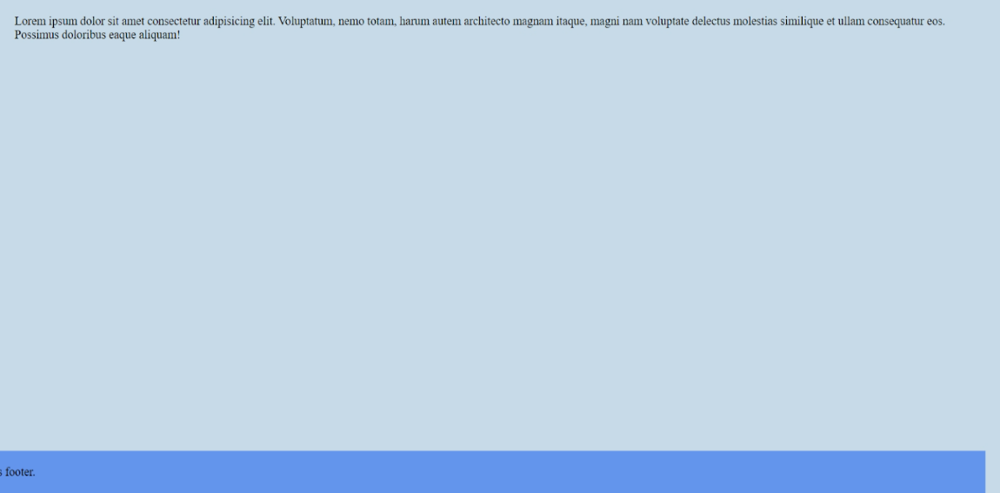 Lorem ipsum dolor sit amet consectetur adipisicing elit. Voluptatum, nemo totam, harum autem architecto magnam itaque, magni nam voluptate delectus molestias similique et ullam consequatur eos.
Possimus doloribus eaque aliquam!
s footer.